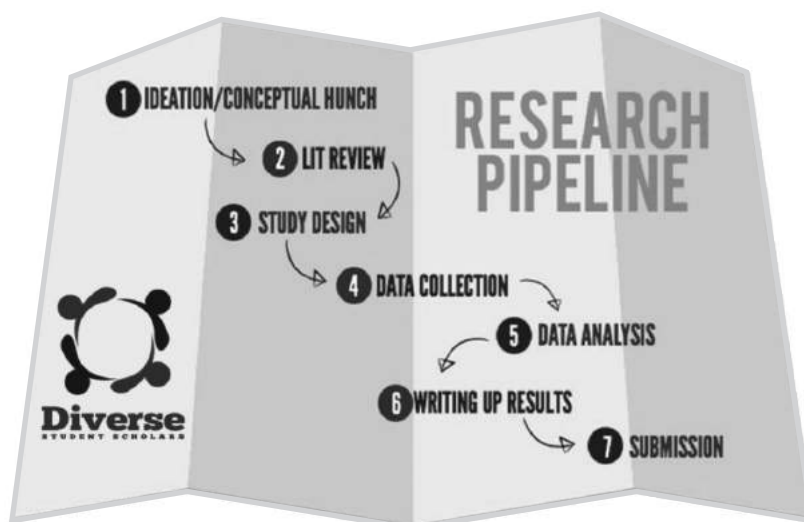 1 IDEATION/CONCEPTUAL HUNCH
RESEARCH
PIPELINE
2 LIT REVIEW
3 STUDY DESIGN
4 DATA COLLECTION
5 DATA ANALYSIS
6 WRITING UP RESULTS
7 SUBMISSION
Diverse
STUDENT SCHOLARS